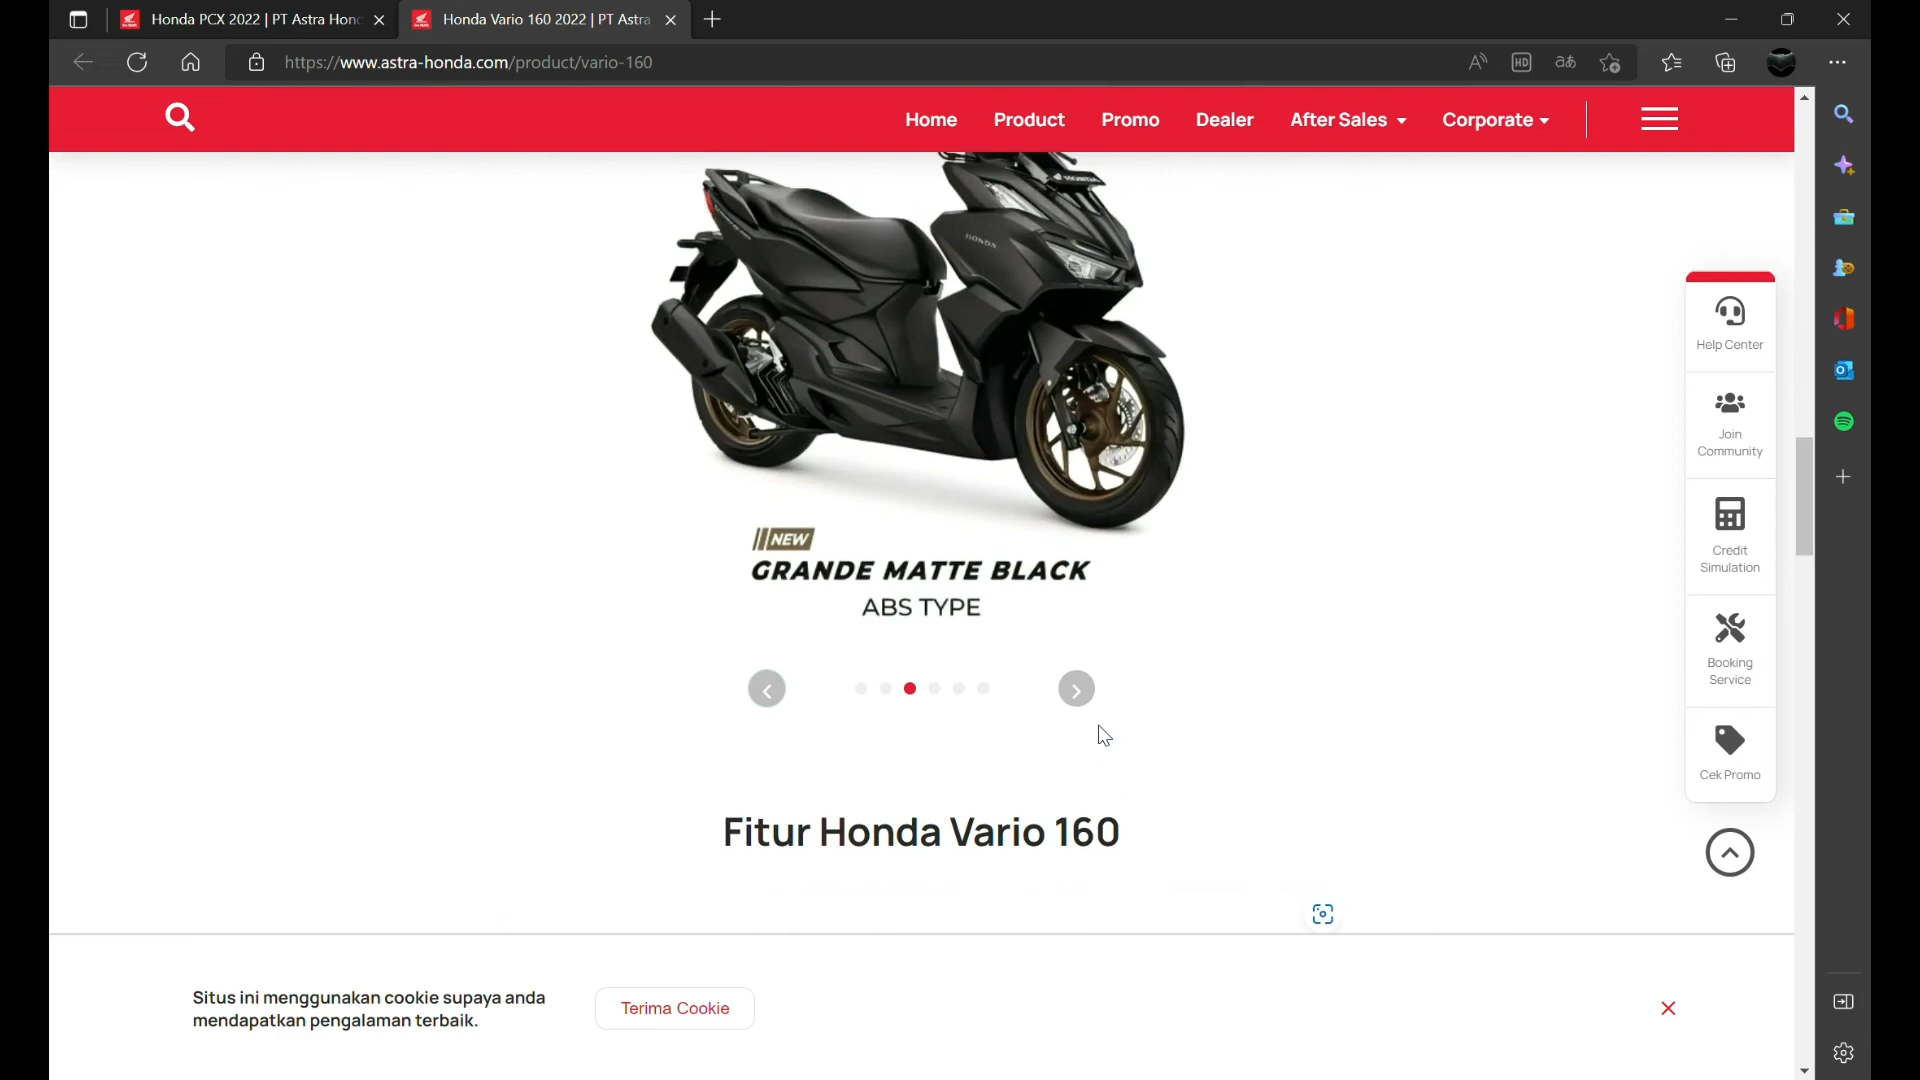 Honda PCX 2022 | PT Astra Hond
Honda Vario 160 2022 | PT Astra
https://www.astra-honda.com/product/vario-160
Home
Product
Promo
Dealer
After Sales
Corporate
HONDA
HONDA
NEW
GRANDE MATTE BLACK
ABS TYPE
Fitur Honda Vario 160
Help Center
Join
Community
Credit
Simulation
Booking
Service
Cek Promo
Situs ini menggunakan cookie supaya anda
mendapatkan pengalaman terbaik.
Terima Cookie